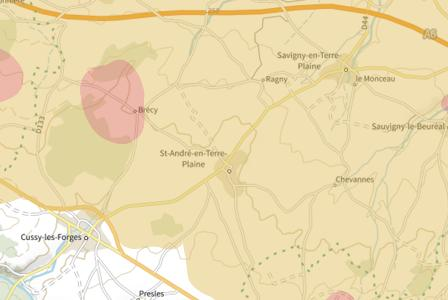 D44
A6
Savigny-en-Terre-
Plaine
Ragny
le Monceau
Brécy
D133
Sauvigny-le-Beuréal
St-André-en-Terre-
Plaine
Chevannes
Cussy-les-Forges
Presles